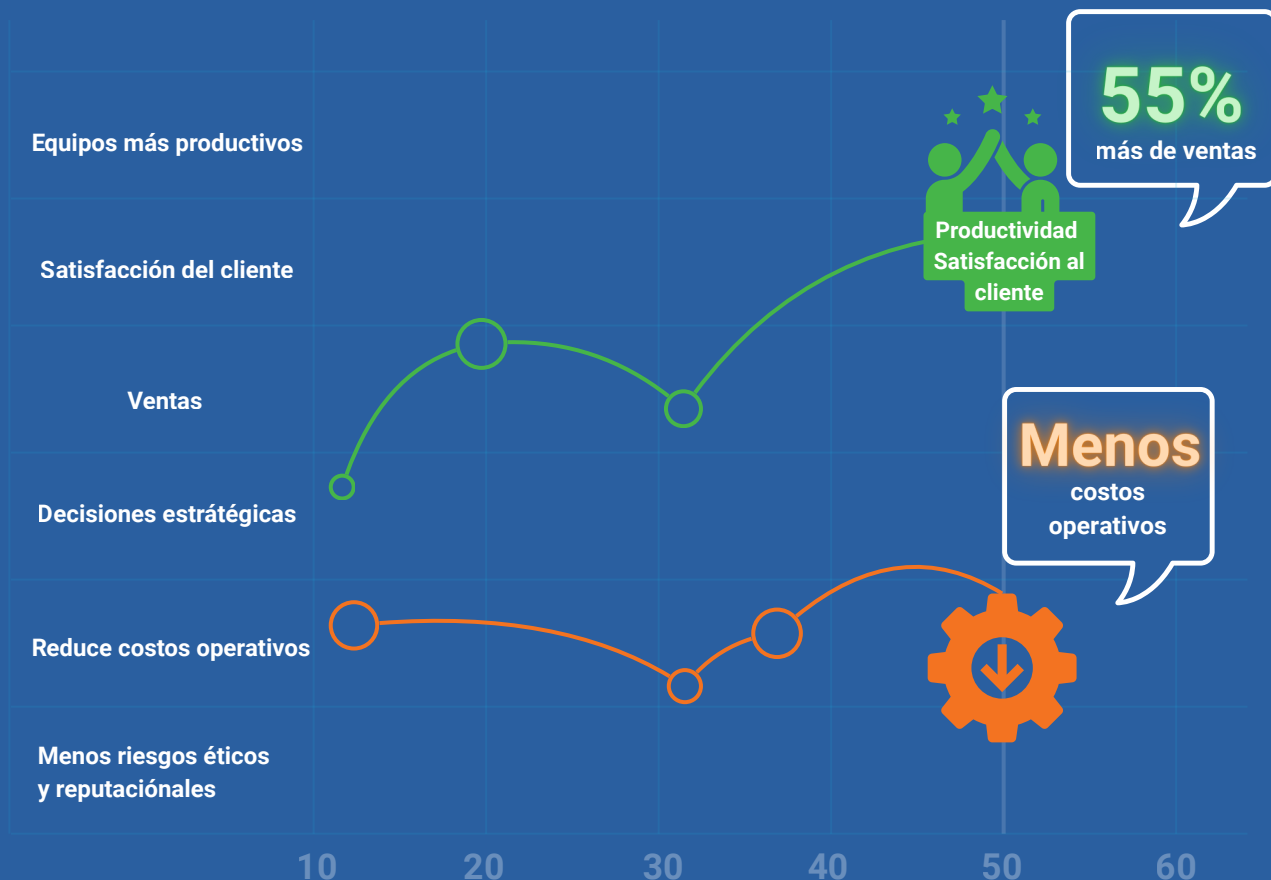 55%
más de ventas
Equipos más productivos
Productividad
Satisfacción al
cliente
Satisfacción del cliente
Ventas
Menos
costos
operativos
Decisiones estrátégicas
Reduce costos operativos
Menos riesgos éticos
y reputaciónales
10 20 30 40 50 60